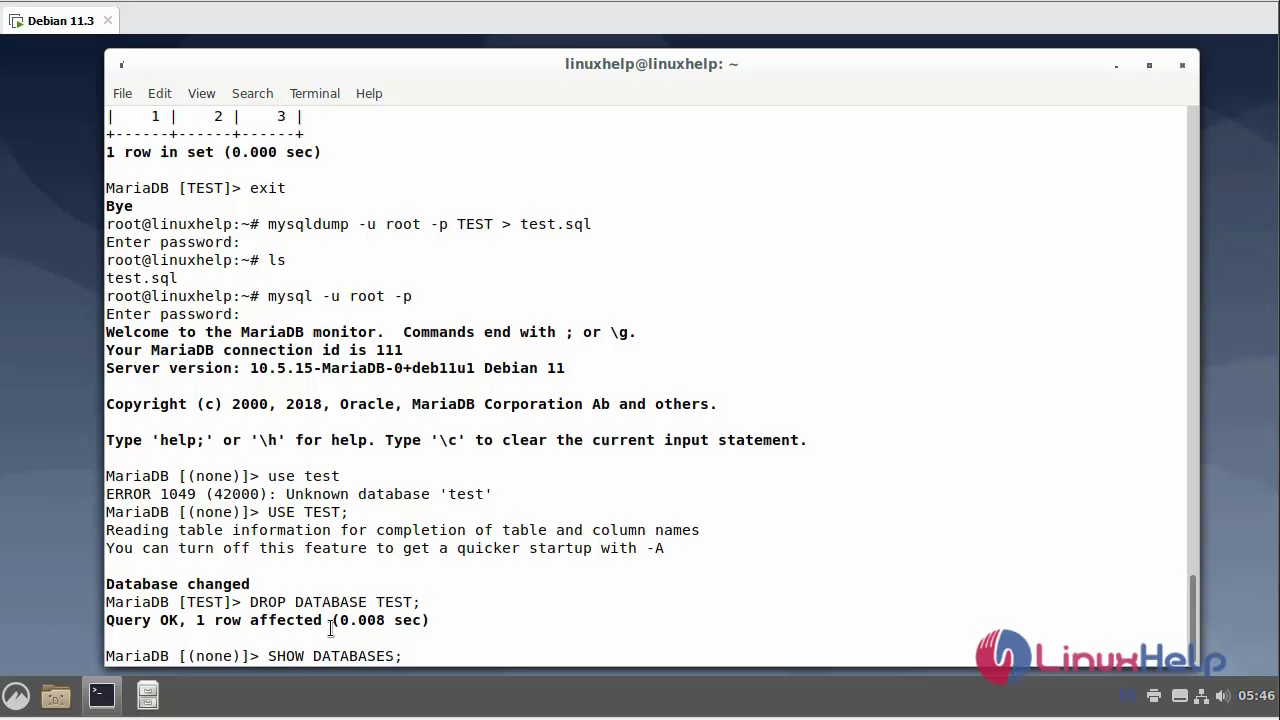 Debian 11.3
linuxhelp@linuxhelp: ~
File Edit View Search Terminal Help
|    1 |    2 |    3 |
+------+------+------+
1 row in set (0.000 sec)
MariaDB [TEST]> exit
Bye
root@linuxhelp:~# mysqldump -u root -p TEST > test.sql
Enter password:
root@linuxhelp:~# ls
test.sql
root@linuxhelp:~# mysql -u root -p
Enter password:
Welcome to the MariaDB monitor.  Commands end with ; or \g.
Your MariaDB connection id is 111
Server version: 10.5.15-MariaDB-0+deb11u1 Debian 11
Copyright (c) 2000, 2018, Oracle, MariaDB Corporation Ab and others.
Type 'help;' or '\h' for help. Type '\c' to clear the current input statement.
MariaDB [(none)]> use test
ERROR 1049 (42000): Unknown database 'test'
MariaDB [(none)]> USE TEST;
Reading table information for completion of table and column names
You can turn off this feature to get a quicker startup with -A
Database changed
MariaDB [TEST]> DROP DATABASE TEST;
Query OK, 1 row affected (0.008 sec)
MariaDB [(none)]> SHOW DATABASES;
LinuxHelp
05:46